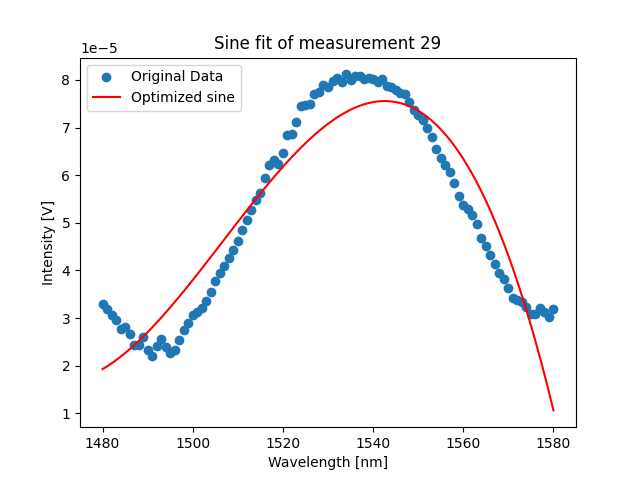 Sine fit of measurement 29
1e−5
Original Data
Optimized sine
8
7
6
5
4
3
2
1
Intensity [V]
1480 1500 1520 1540 1560 1580
Wavelength [nm]